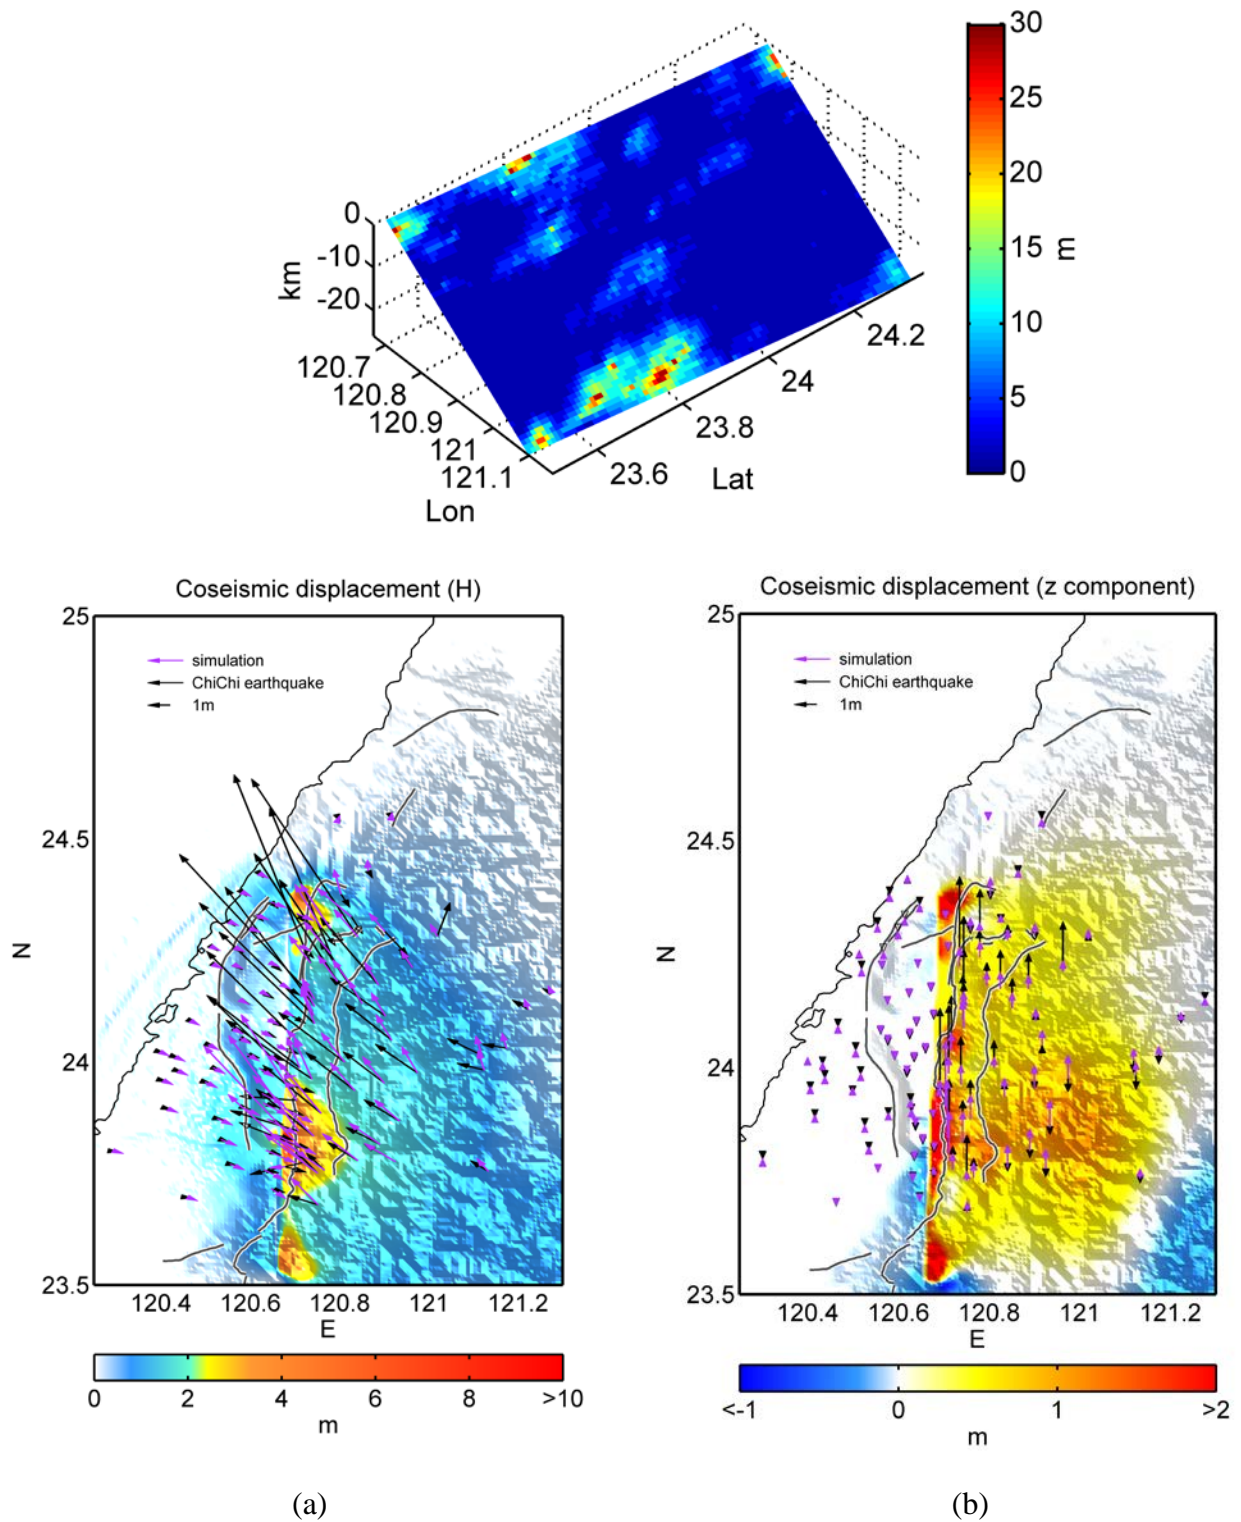 30
25
20
15
10
5
0
m
0
-10
-20
km
120.7
120.8
120.9
121
121.1
Lon
23.6
23.8
24
24.2
Lat
Coseismic displacement (H)
simulation
ChiChi earthquake
1m
25
24.5
24
23.5
N
120.4 120.6 120.8 121 121.2
E
0 2 4 6 8 >10
m
(a)
Coseismic displacement (z component)
simulation
ChiChi earthquake
1m
25
24.5
24
23.5
N
120.4 120.6 120.8 121 121.2
E
<-1 0 1 >2
m
(b)